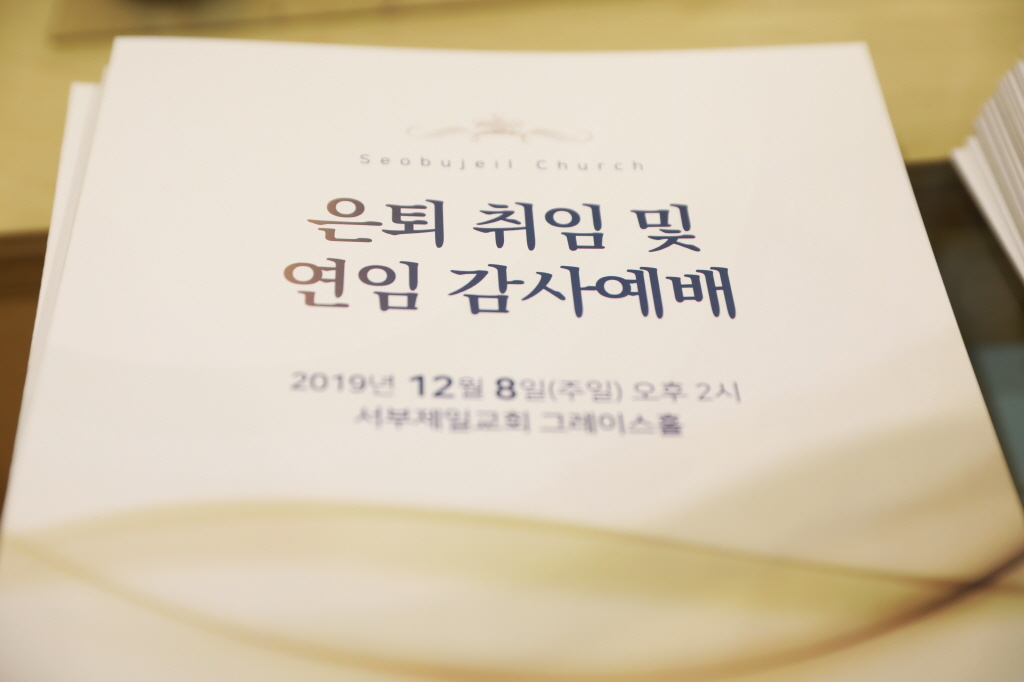 Seobujeil Church
은퇴 취임 및
연임 감사예배
2019년 12월 8일(주일) 오후 2시
서부제일교회 그레이스홀